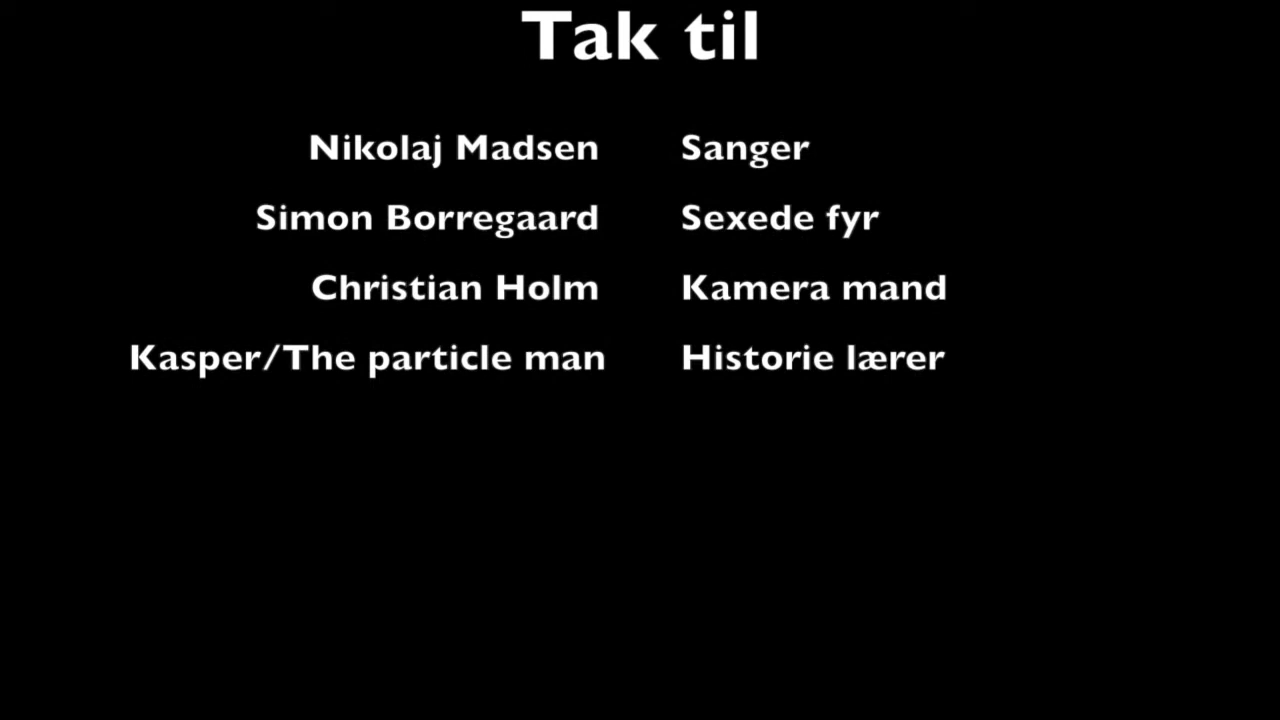 Tak til
Nikolaj Madsen Sanger
Simon Borregaard Sexede fyr
Christian Holm Kamera mand
Kasper/The particle man Historie lærer